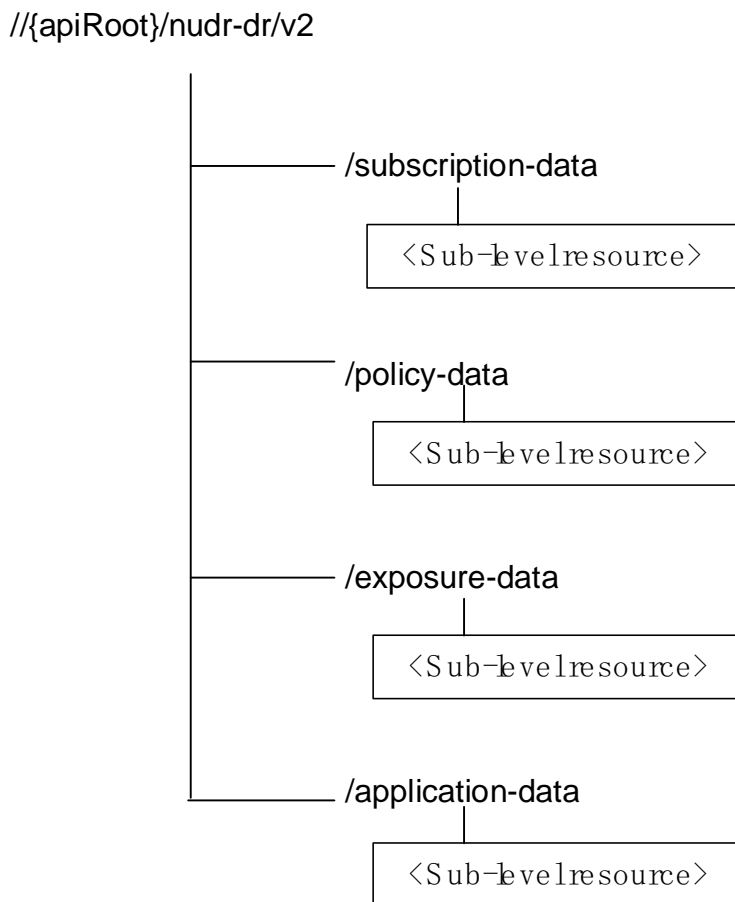 //{apiRoot}/nudr-dr/v2
/subscription-data
<Sub-levelresource>
/policy-data
<Sub-levelresource>
/exposure-data
<Sub-levelresource>
/application-data
<Sub-levelresource>